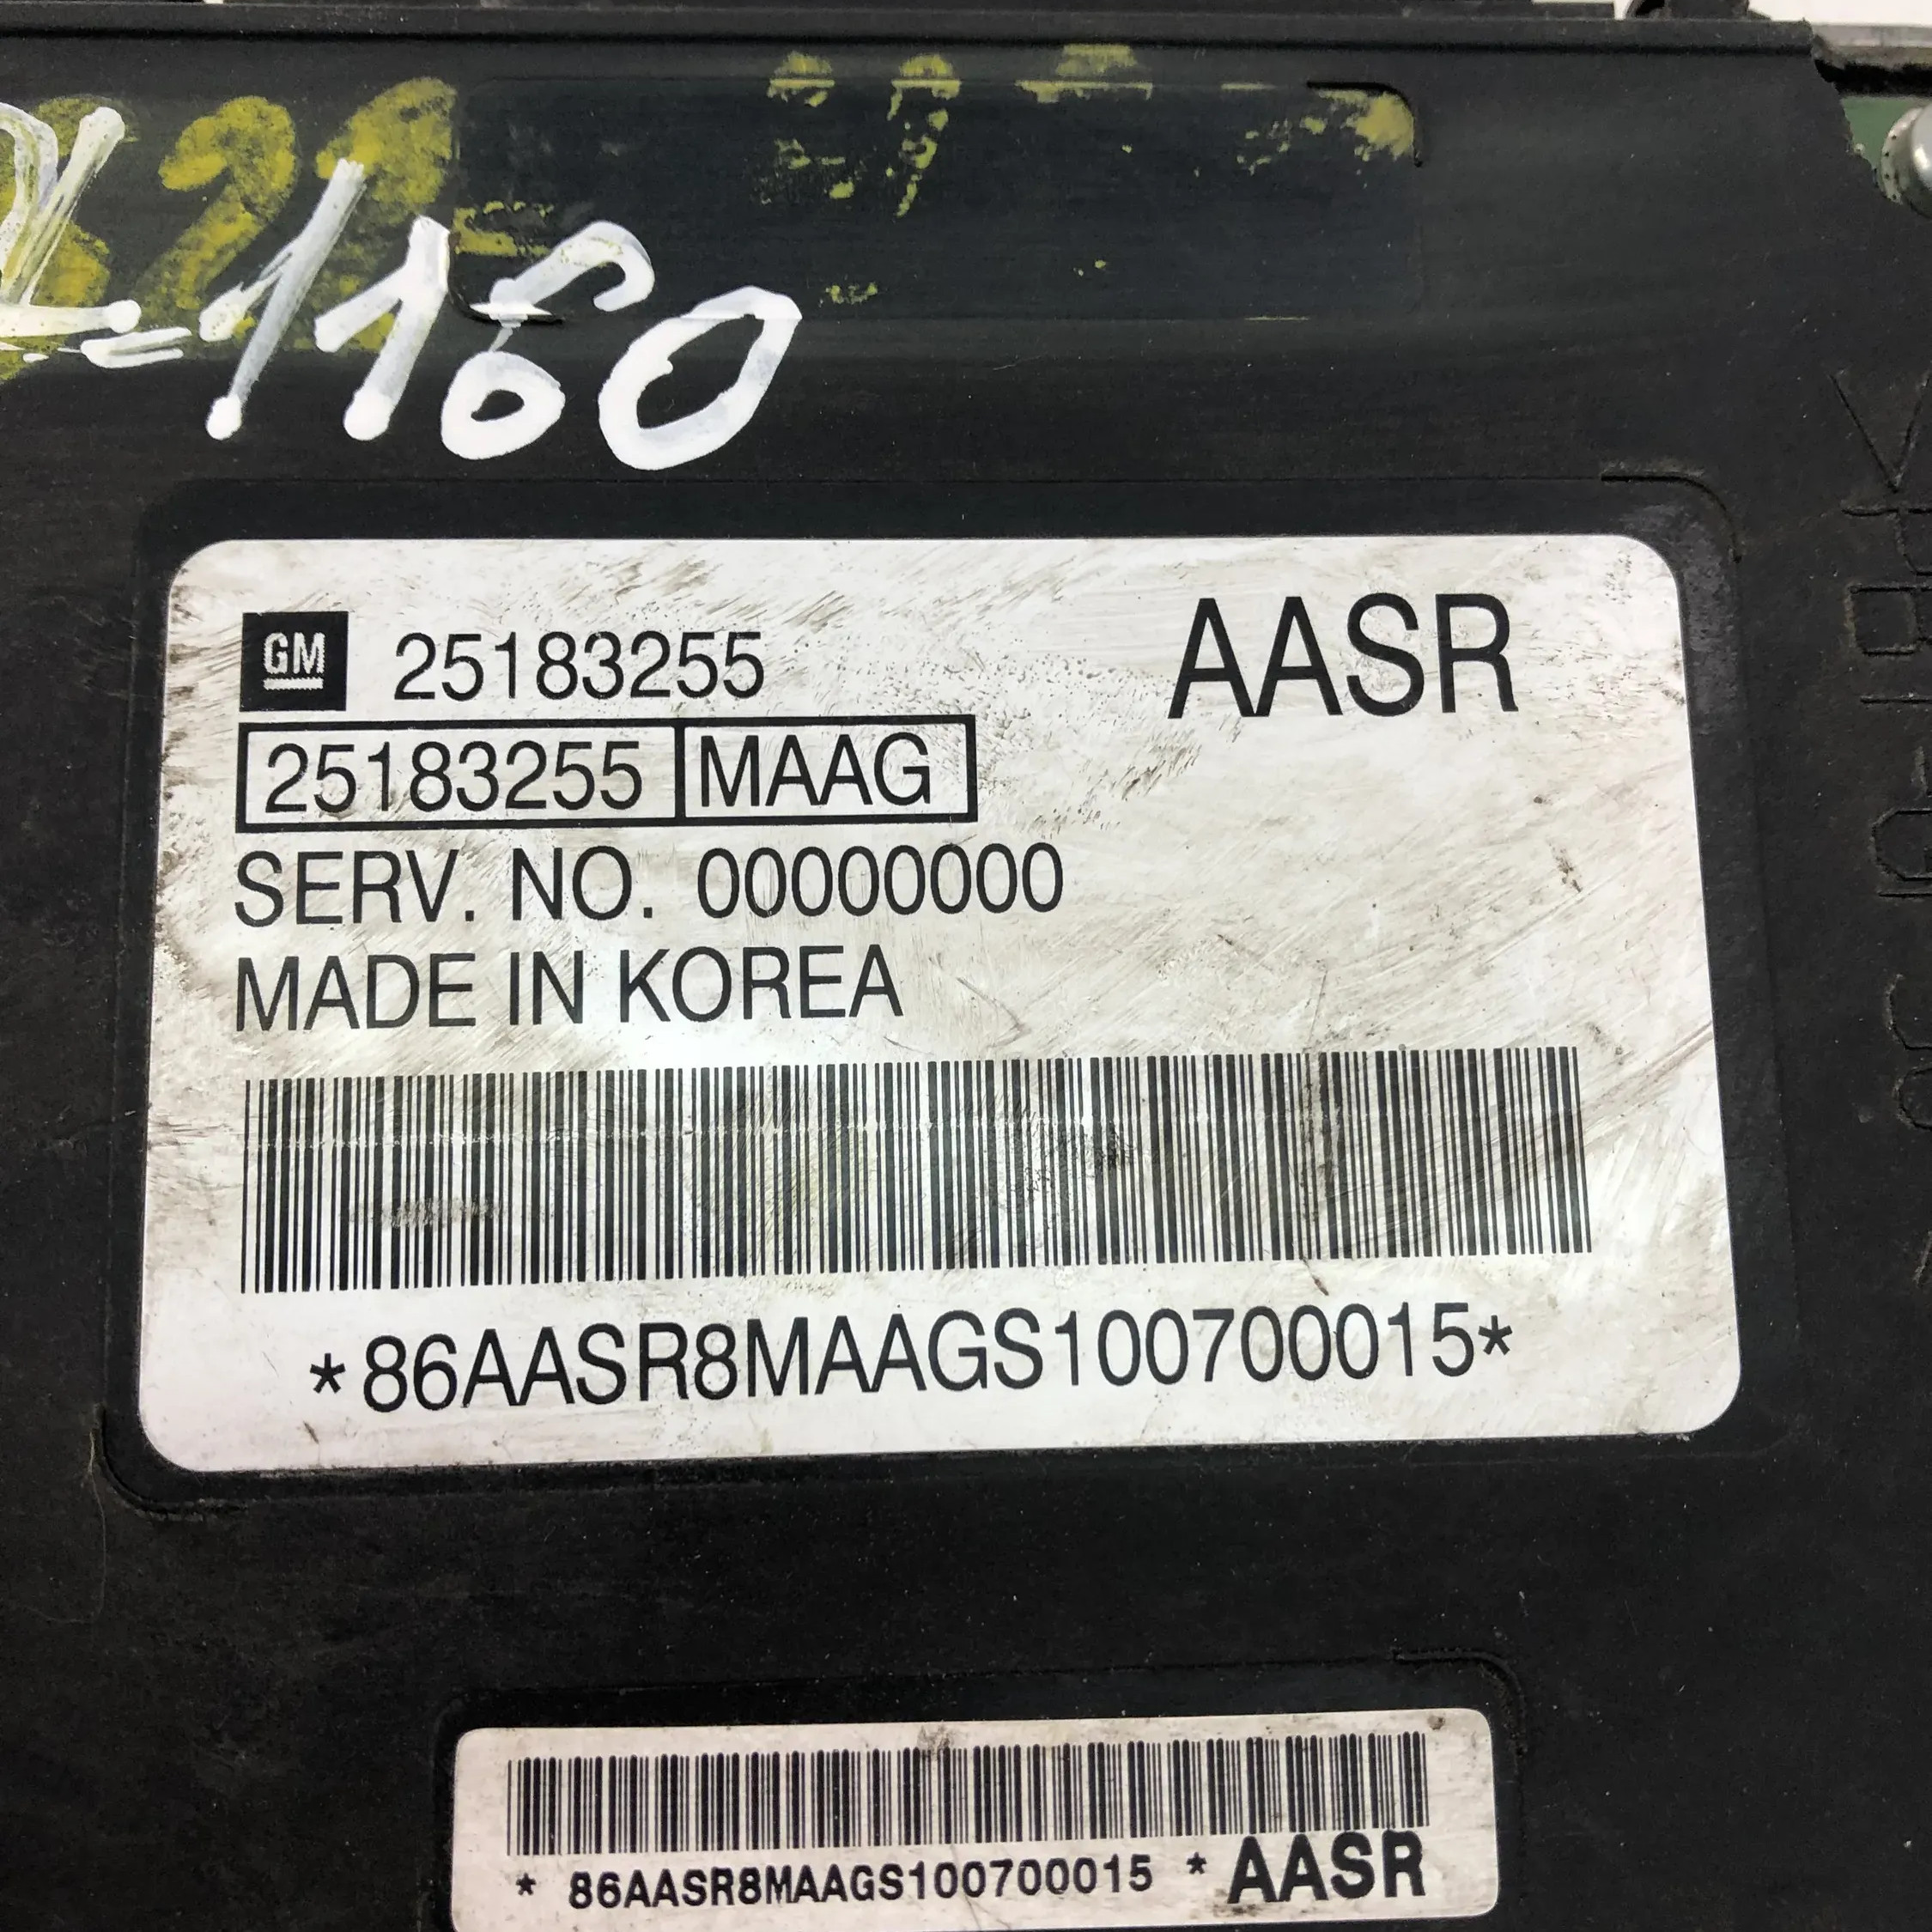 1160
GM 25183255 AASR
25183255 MAAG
SERV. NO. 00000000
MADE IN KOREA
*86AASR8MAAGS100700015*
* 86AASR8MAAGS100700015 * AASR